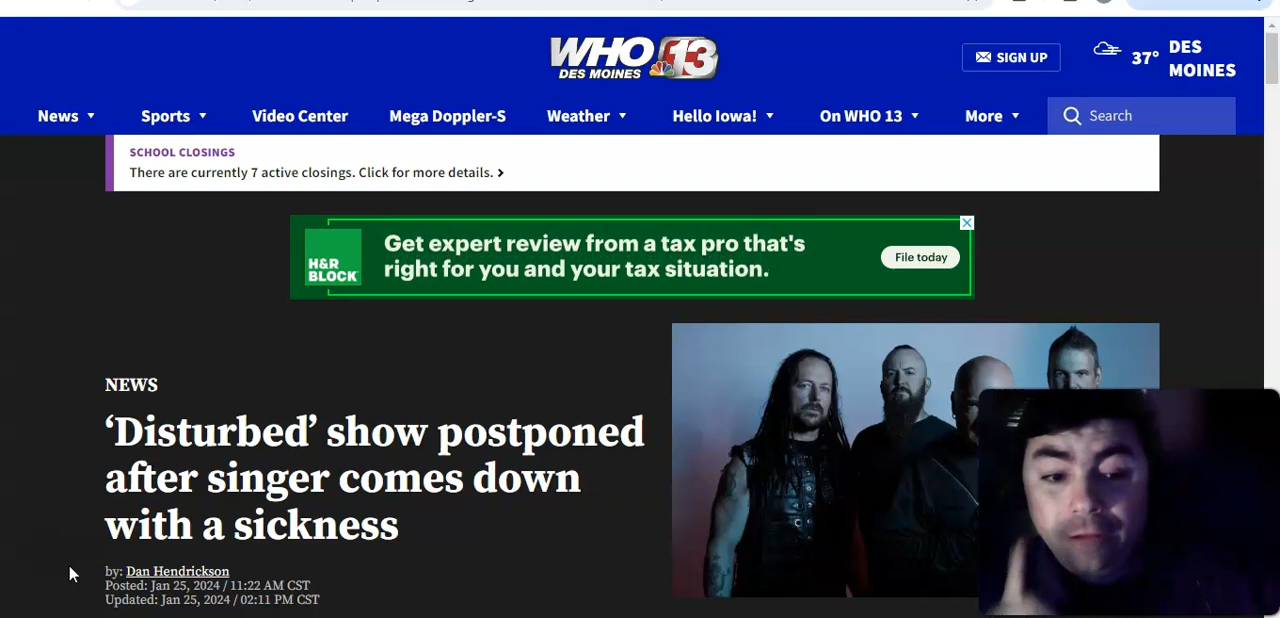 WHO 13
DES MOINES
SIGN UP
37°
DES
MOINES
News
Sports
Video Center
Mega Doppler-S
Weather
Hello Iowa!
On WHO 13
More
Search
SCHOOL CLOSINGS
There are currently 7 active closings. Click for more details.
H&R
BLOCK
Get expert review from a tax pro that's
right for you and your tax situation.
File today
NEWS
‘Disturbed’ show postponed
after singer comes down
with a sickness
by: Dan Hendrickson
Posted: Jan 25, 2024 / 11:22 AM CST
Updated: Jan 25, 2024 / 02:11 PM CST